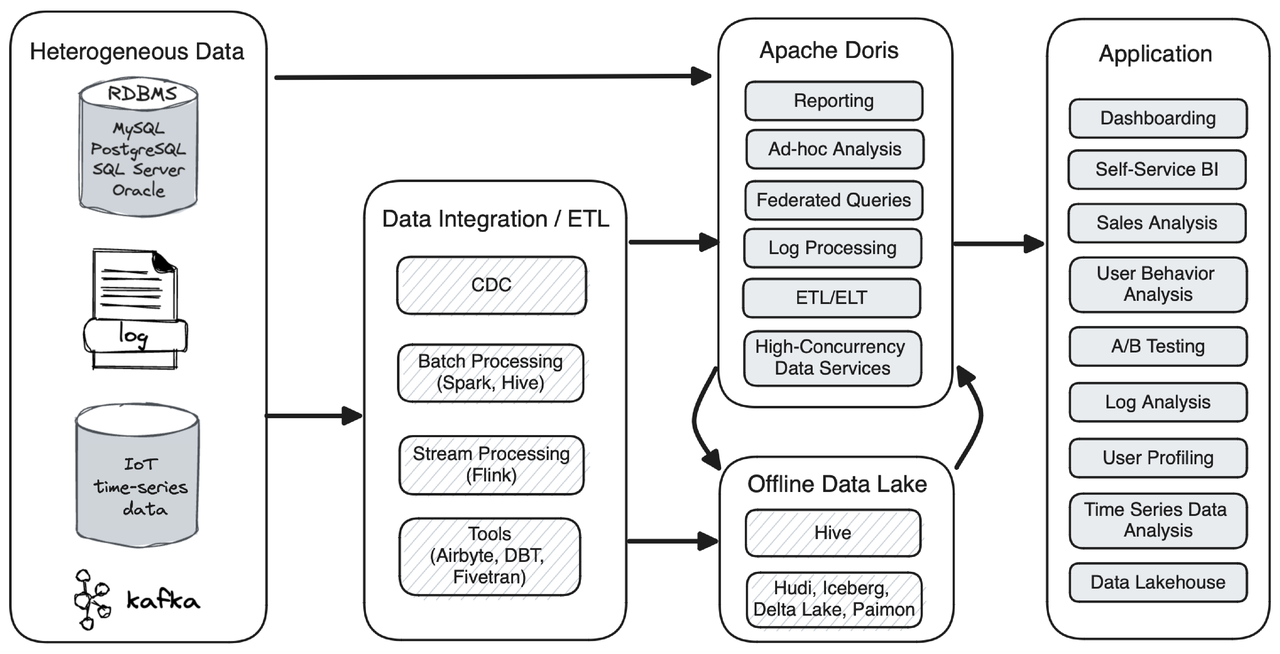 Heterogeneous Data
RDBMS
MySQL
PostgreSQL
SQL Server
Oracle
log
IoT
time-series
data
kafka
Data Integration / ETL
CDC
Batch Processing
(Spark, Hive)
Stream Processing
(Flink)
Tools
(Airbyte, DBT,
Fivetran)
Apache Doris
Reporting
Ad-hoc Analysis
Federated Queries
Log Processing
ETL/ELT
High-Concurrency
Data Services
Offline Data Lake
Hive
Hudi, Iceberg,
Delta Lake, Paimon
Application
Dashboarding
Self-Service BI
Sales Analysis
User Behavior
Analysis
A/B Testing
Log Analysis
User Profiling
Time Series Data
Analysis
Data Lakehouse